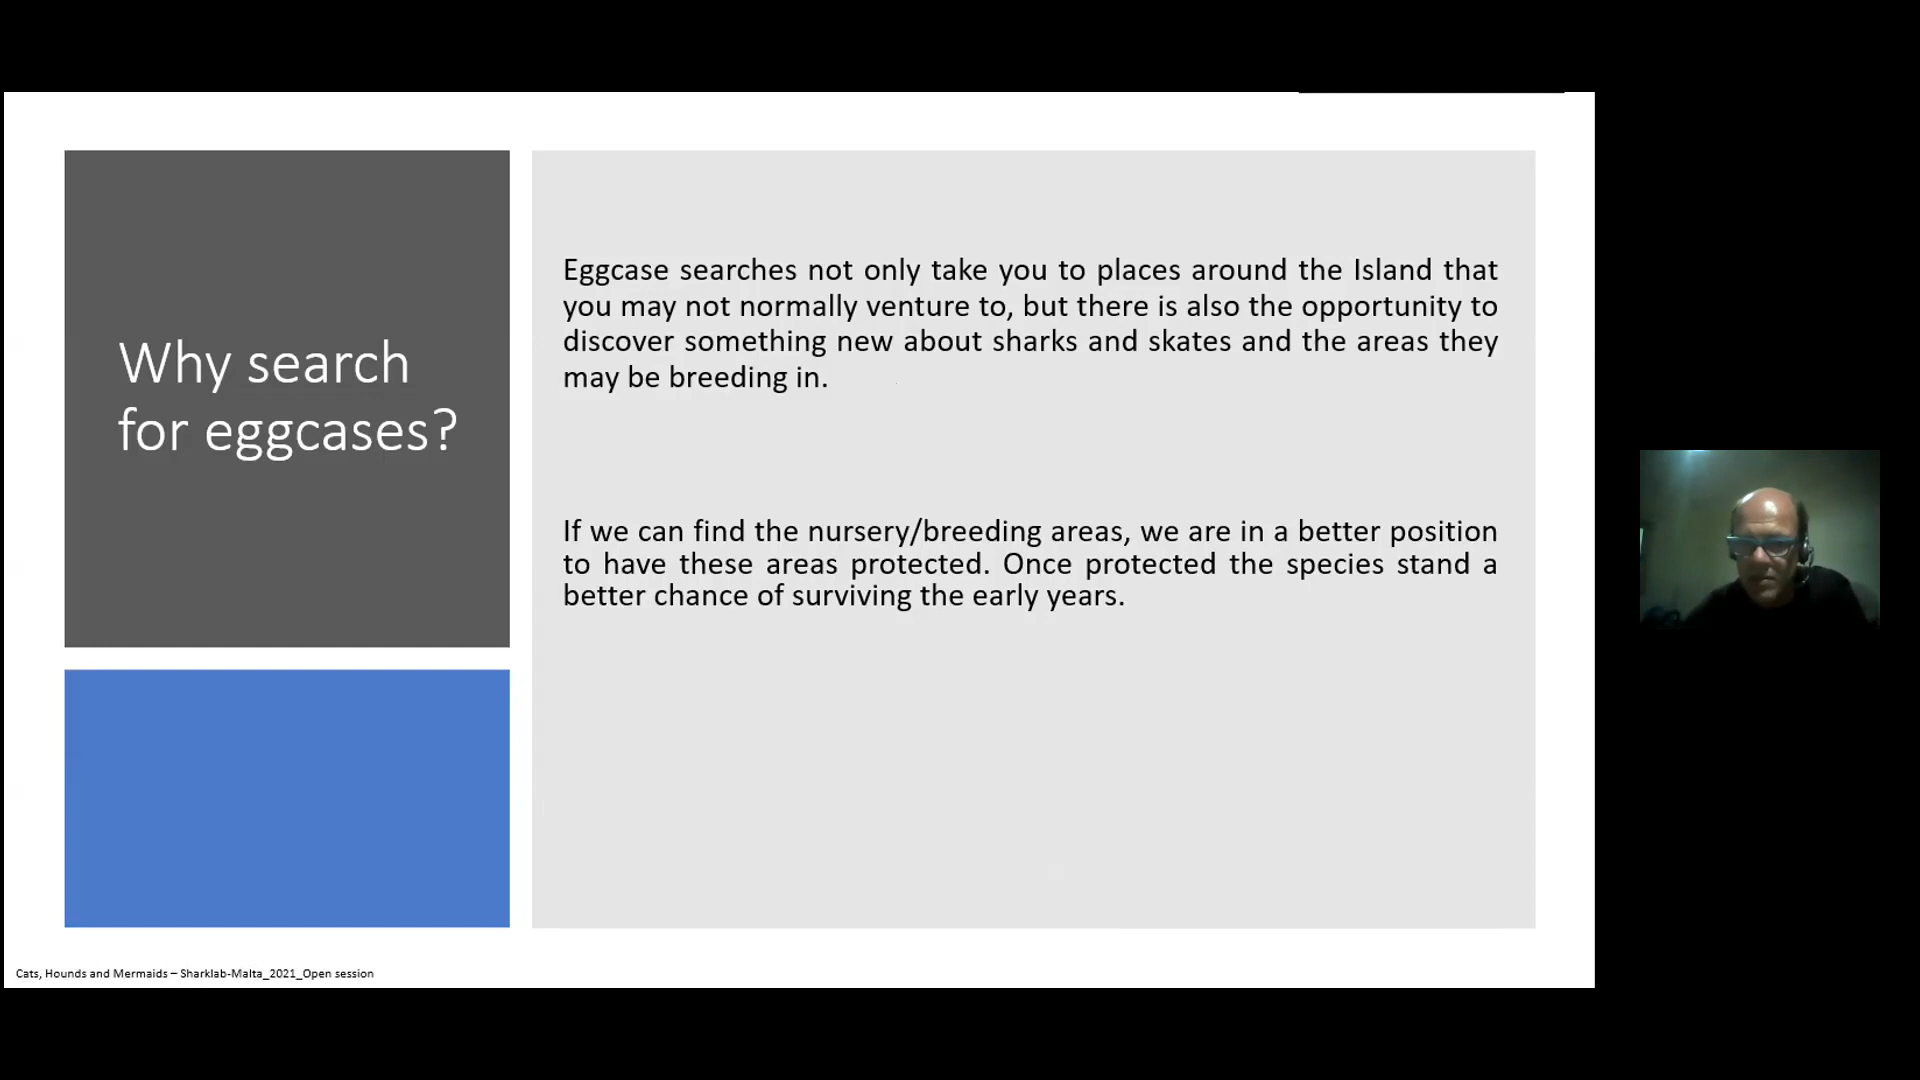 Why search
for eggcases?
Eggcase searches not only take you to places around the Island that
you may not normally venture to, but there is also the opportunity to
discover something new about sharks and skates and the areas they
may be breeding in.
If we can find the nursery/breeding areas, we are in a better position
to have these areas protected. Once protected the species stand a
better chance of surviving the early years.
Cats, Hounds and Mermaids – Sharklab-Malta_2021_Open session